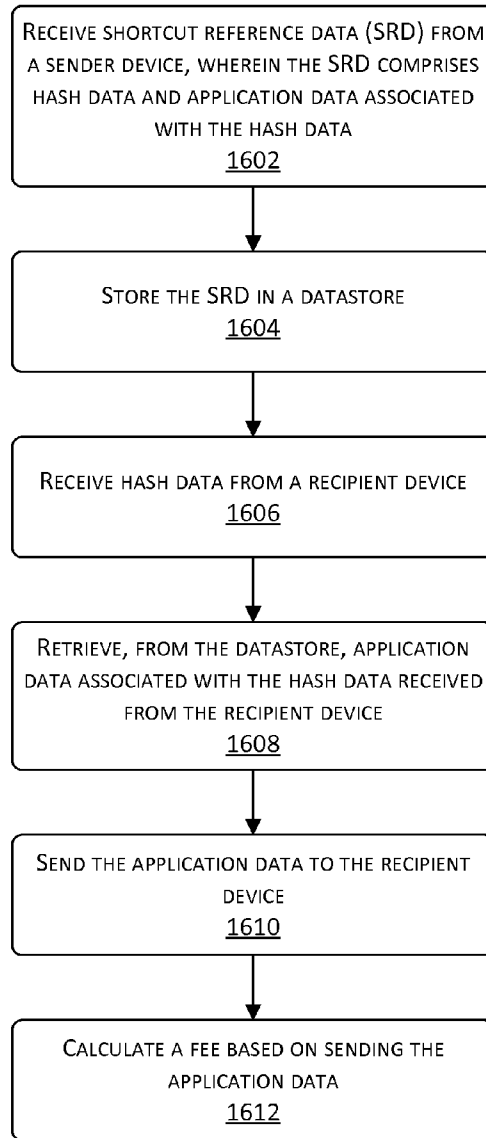 RECEIVE SHORTCUT REFERENCE DATA (SRD) FROM
A SENDER DEVICE, WHEREIN THE SRD COMPRISES
HASH DATA AND APPLICATION DATA ASSOCIATED
WITH THE HASH DATA
1602
STORE THE SRD IN A DATASTORE
1604
RECEIVE HASH DATA FROM A RECIPIENT DEVICE
1606
RETRIEVE, FROM THE DATASTORE, APPLICATION
DATA ASSOCIATED WITH THE HASH DATA RECEIVED
FROM THE RECIPIENT DEVICE
1608
SEND THE APPLICATION DATA TO THE RECIPIENT
DEVICE
1610
CALCULATE A FEE BASED ON SENDING THE
APPLICATION DATA
1612